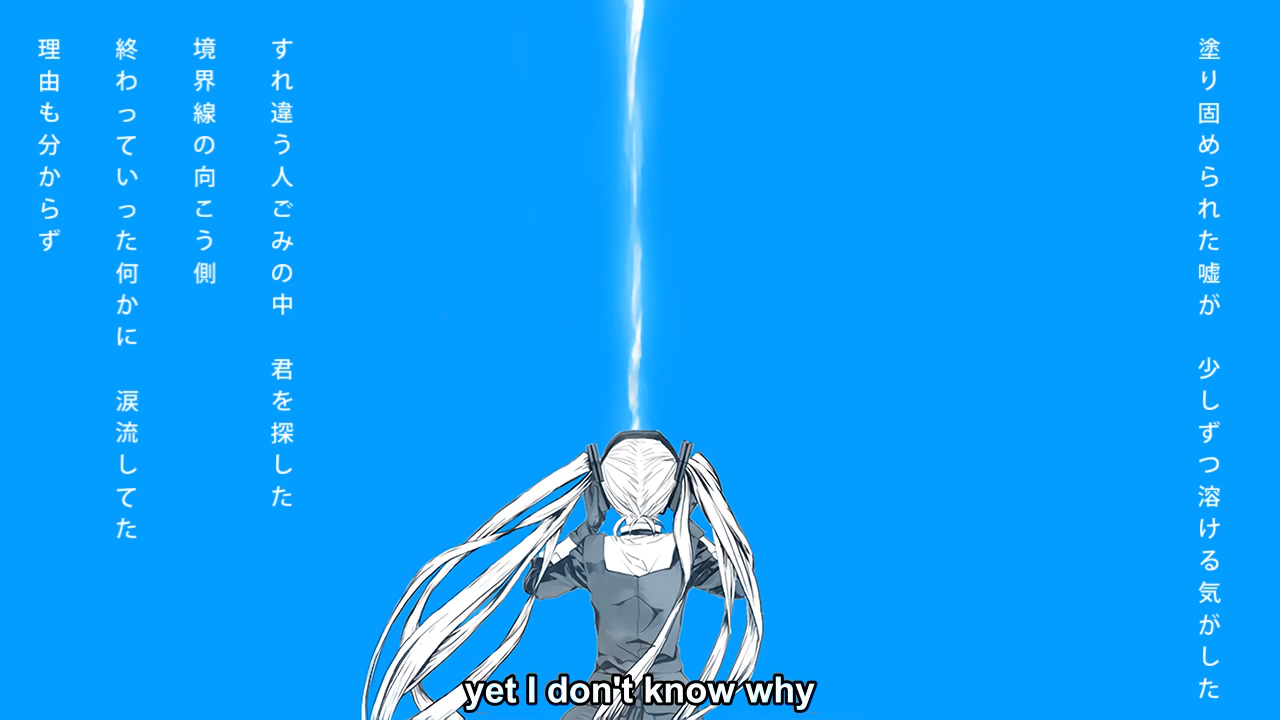 塗り固められた嘘が　少しずつ溶ける気がした
すれ違う人ごみの中　君を探した
境界線の向こう側
終わっていった何かに　涙流してた
理由も分からず
yet I don't know why